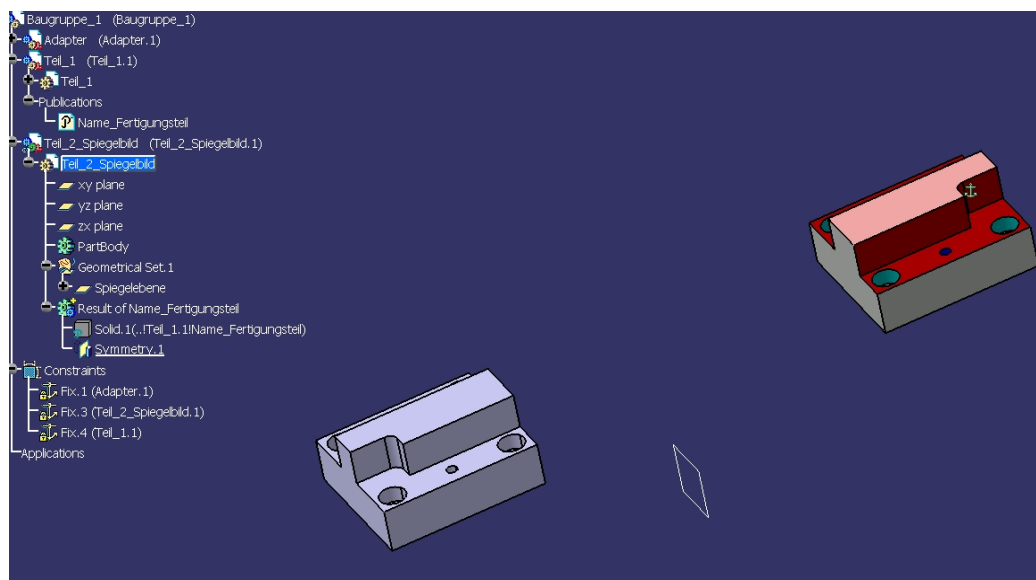 Baugruppe_1 (Baugruppe_1)
Adapter (Adapter.1)
Teil_1 (Teil_1.1)
Teil_1
Publications
Name_Fertigungsteil
Teil_2_Spiegelbild (Teil_2_Spiegelbild.1)
Teil_2_Spiegelbild
xy plane
yz plane
zx plane
PartBody
Geometrical Set.1
Spiegelebene
Result of Name_Fertigungsteil
Solid.1(..!Teil_1.1!Name_Fertigungsteil)
Symmetry.1
Constraints
Fix.1 (Adapter.1)
Fix.3 (Teil_2_Spiegelbild.1)
Fix.4 (Teil_1.1)
Applications